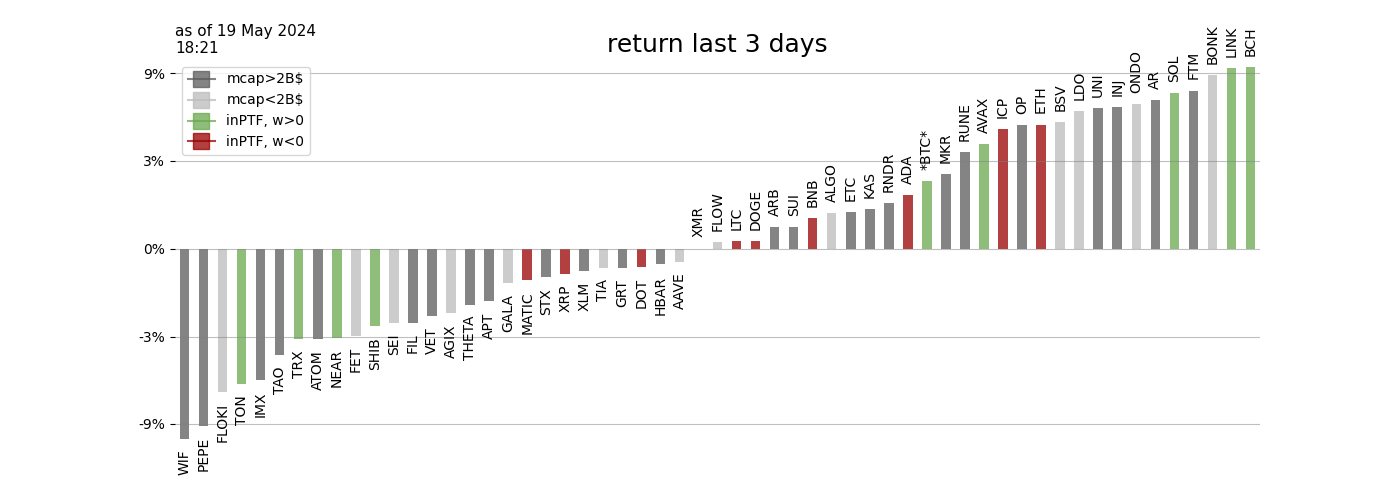 as of 19 May 2024
18:21
return last 3 days
mcap>2B$
mcap<2B$
inPTF, w>0
inPTF, w<0
9%
3%
0%
-3%
-9%
WIF
PEPE
FLOKI
TON
IMX
TAO
TRX
ATOM
NEAR
FET
SHIB
SEI
FIL
VET
AGIX
THETA
APT
GALA
MATIC
STX
XRP
XLM
TIA
GRT
DOT
HBAR
AAVE
XMR
FLOW
LTC
DOGE
ARB
SUI
BNB
ALGO
ETC
KAS
RNDR
ADA
*BTC*
MKR
RUNE
AVAX
ICP
OP
ETH
BSV
LDO
UNI
INJ
ONDO
AR
SOL
FTM
BONK
LINK
BCH